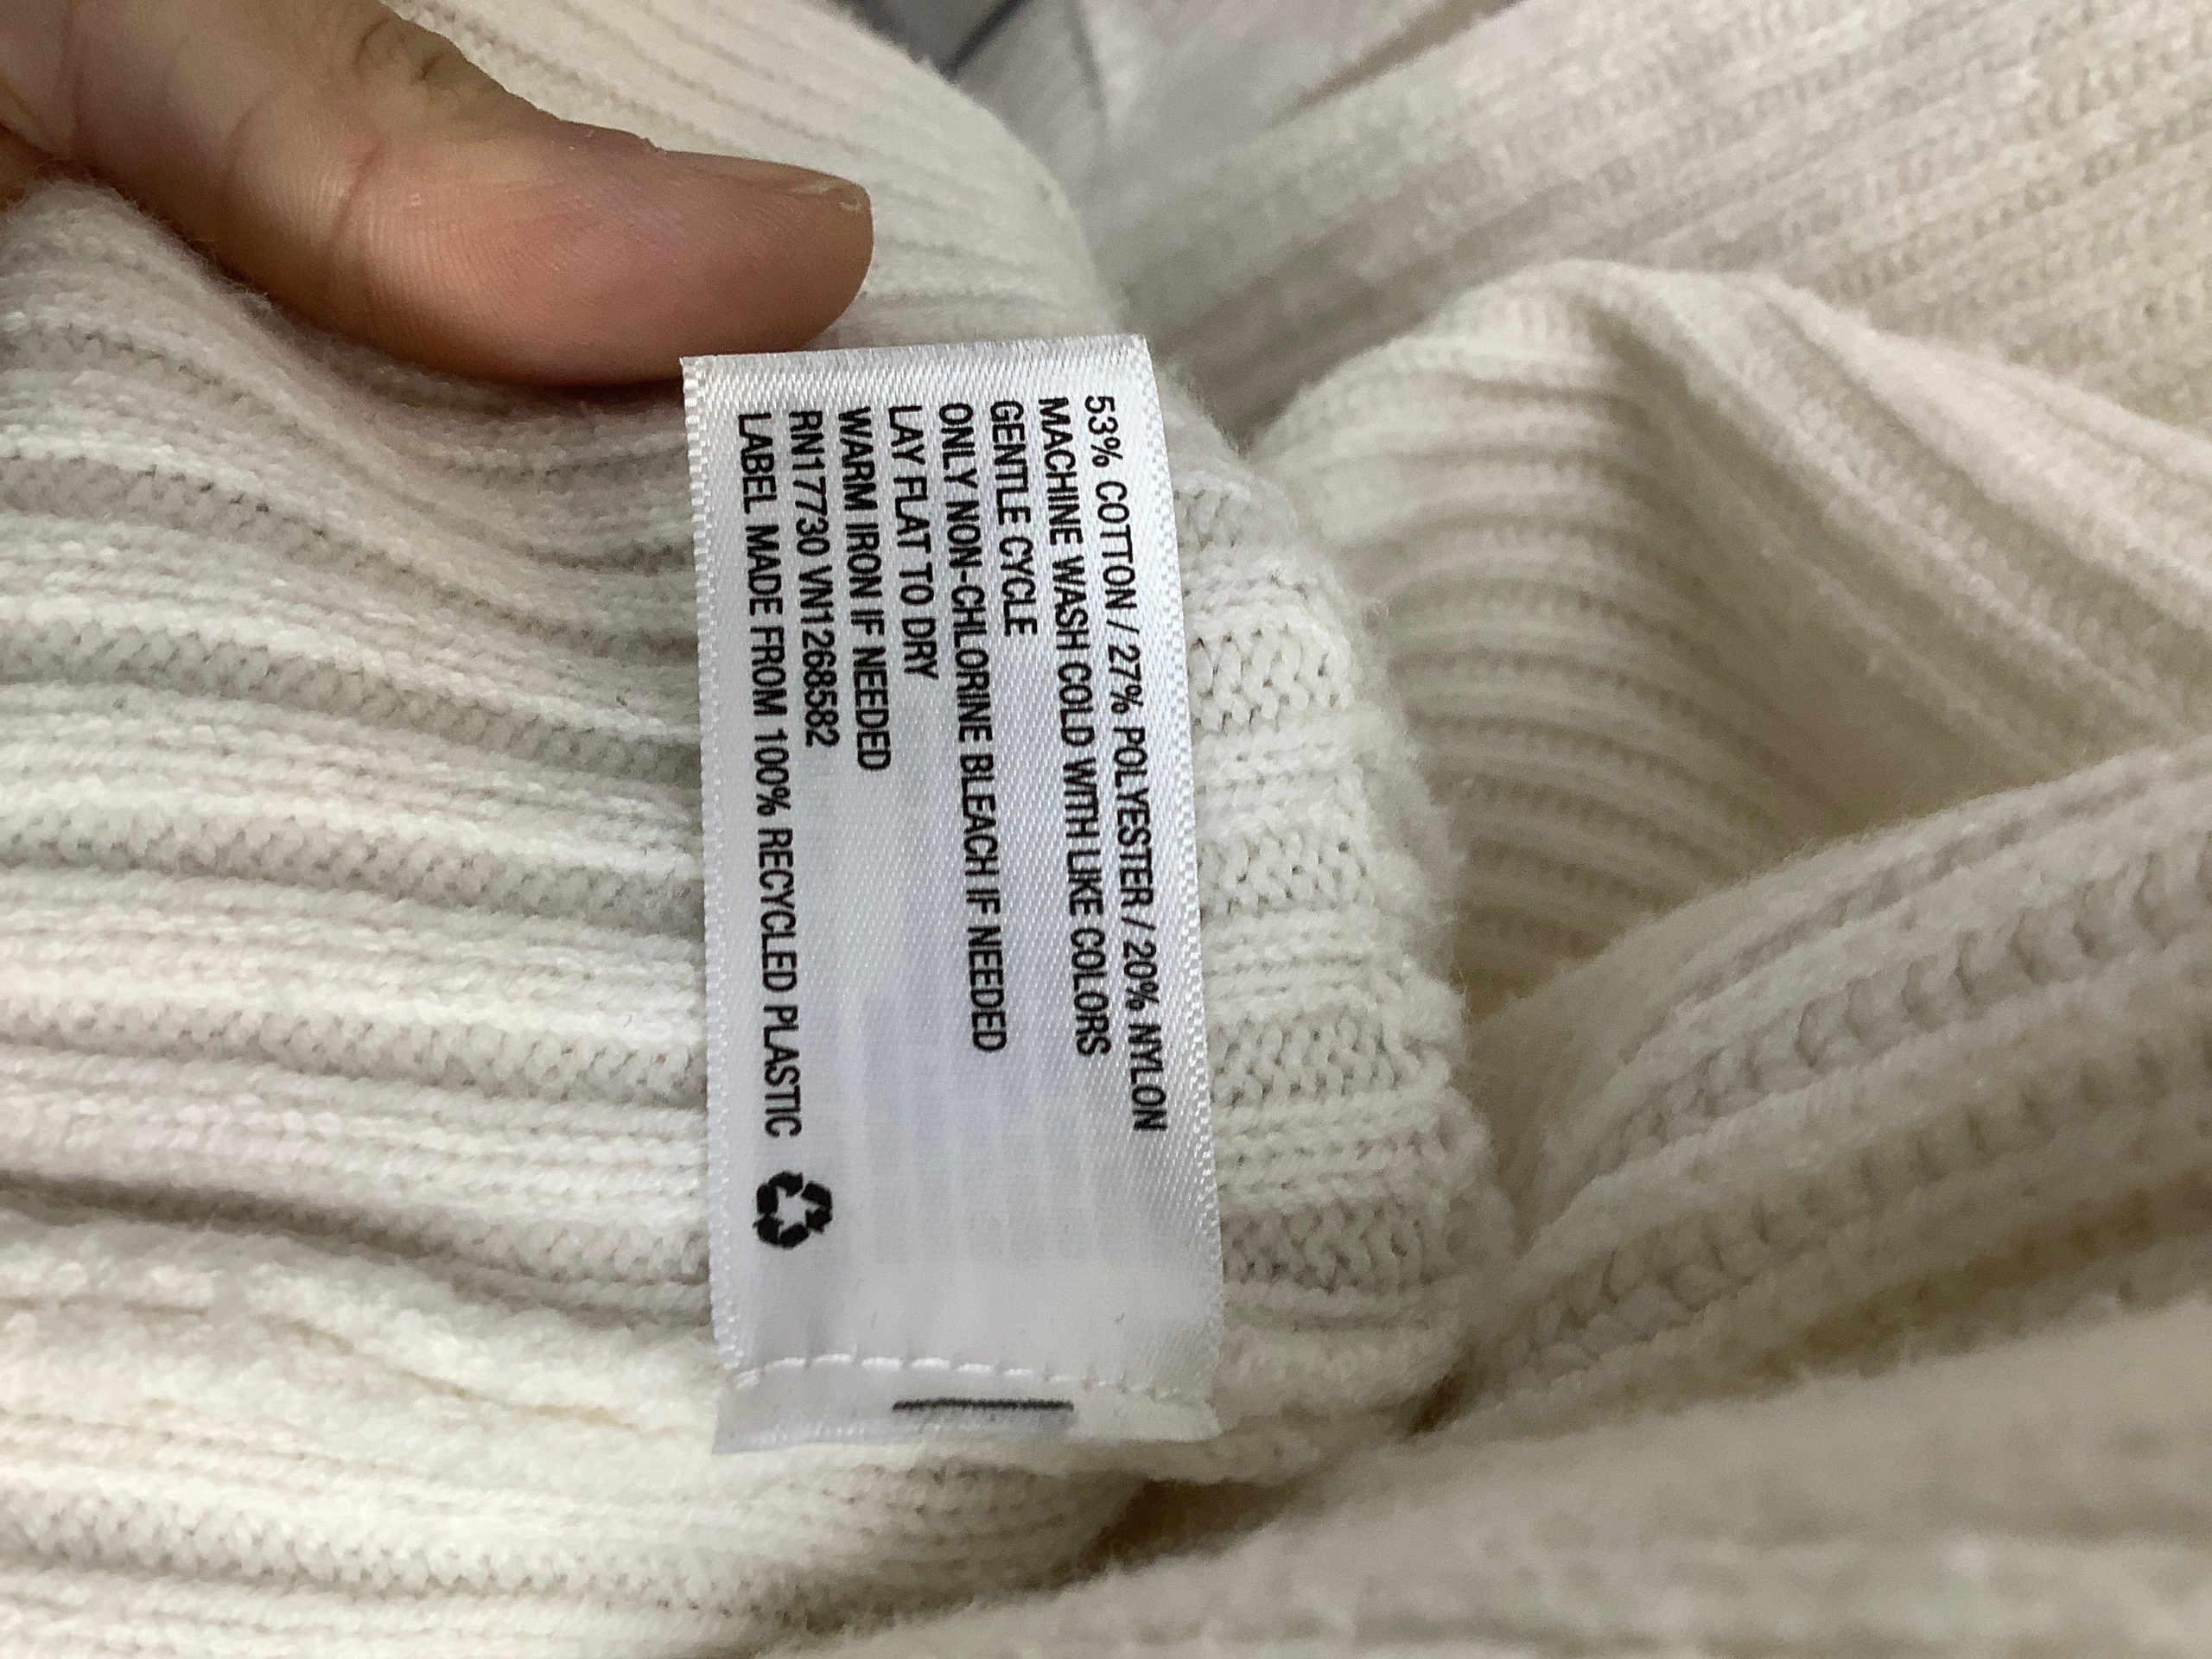 53% COTTON / 27% POLYESTER / 20% NYLON
MACHINE WASH COLD WITH LIKE COLORS
GENTLE CYCLE
ONLY NON-CHLORINE BLEACH IF NEEDED
LAY FLAT TO DRY
WARM IRON IF NEEDED
RN17730 VN1268582
LABEL MADE FROM 100% RECYCLED PLASTIC